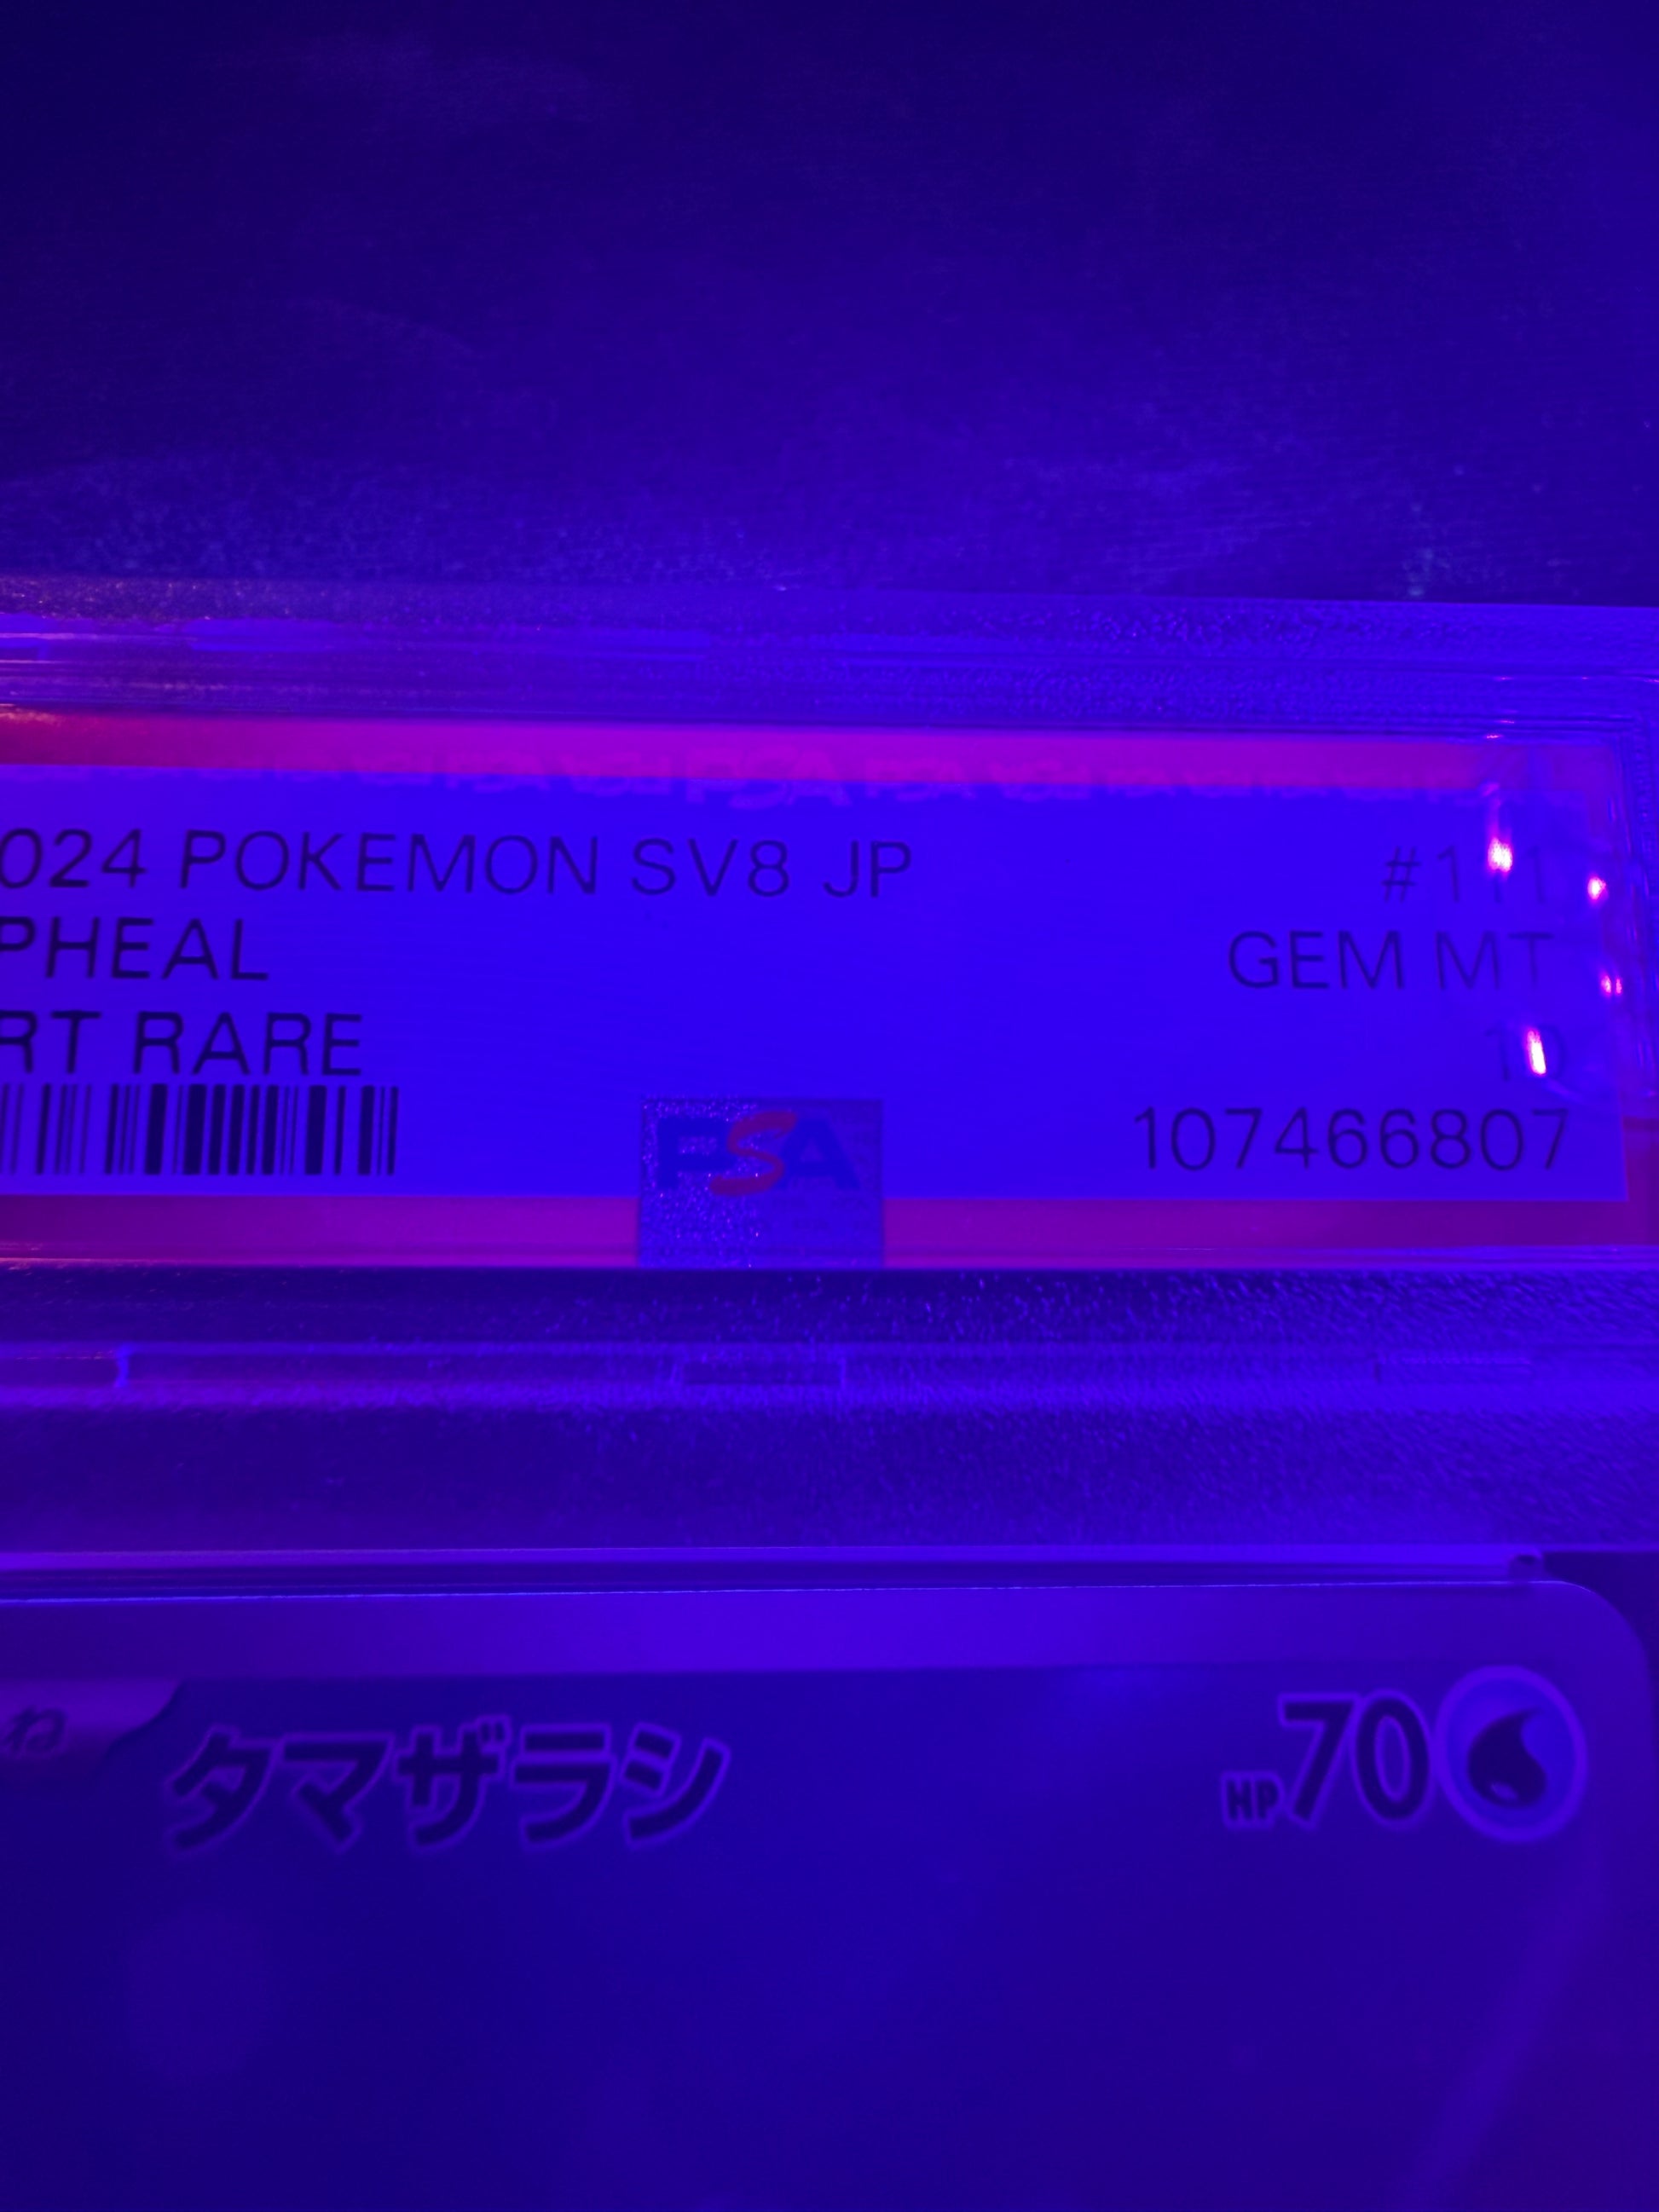 024 POKEMON SV8 JP #111
PHEAL GEM MT
RT RARE 10
PSA 107466807
ね タマザラシ HP70